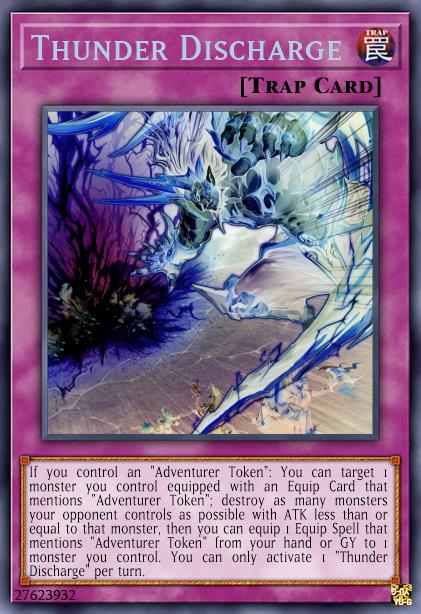 THUNDER DISCHARGE
TRAP
罠
[TRAP CARD]
If you control an "Adventurer Token": You can target 1
monster you control equipped with an Equip Card that
mentions "Adventurer Token"; destroy as many monsters
your opponent controls as possible with ATK less than or
equal to that monster, then you can equip 1 Equip Spell that
mentions "Adventurer Token" from your hand or GY to 1
monster you control. You can only activate 1 "Thunder
Discharge" per turn.
27623932